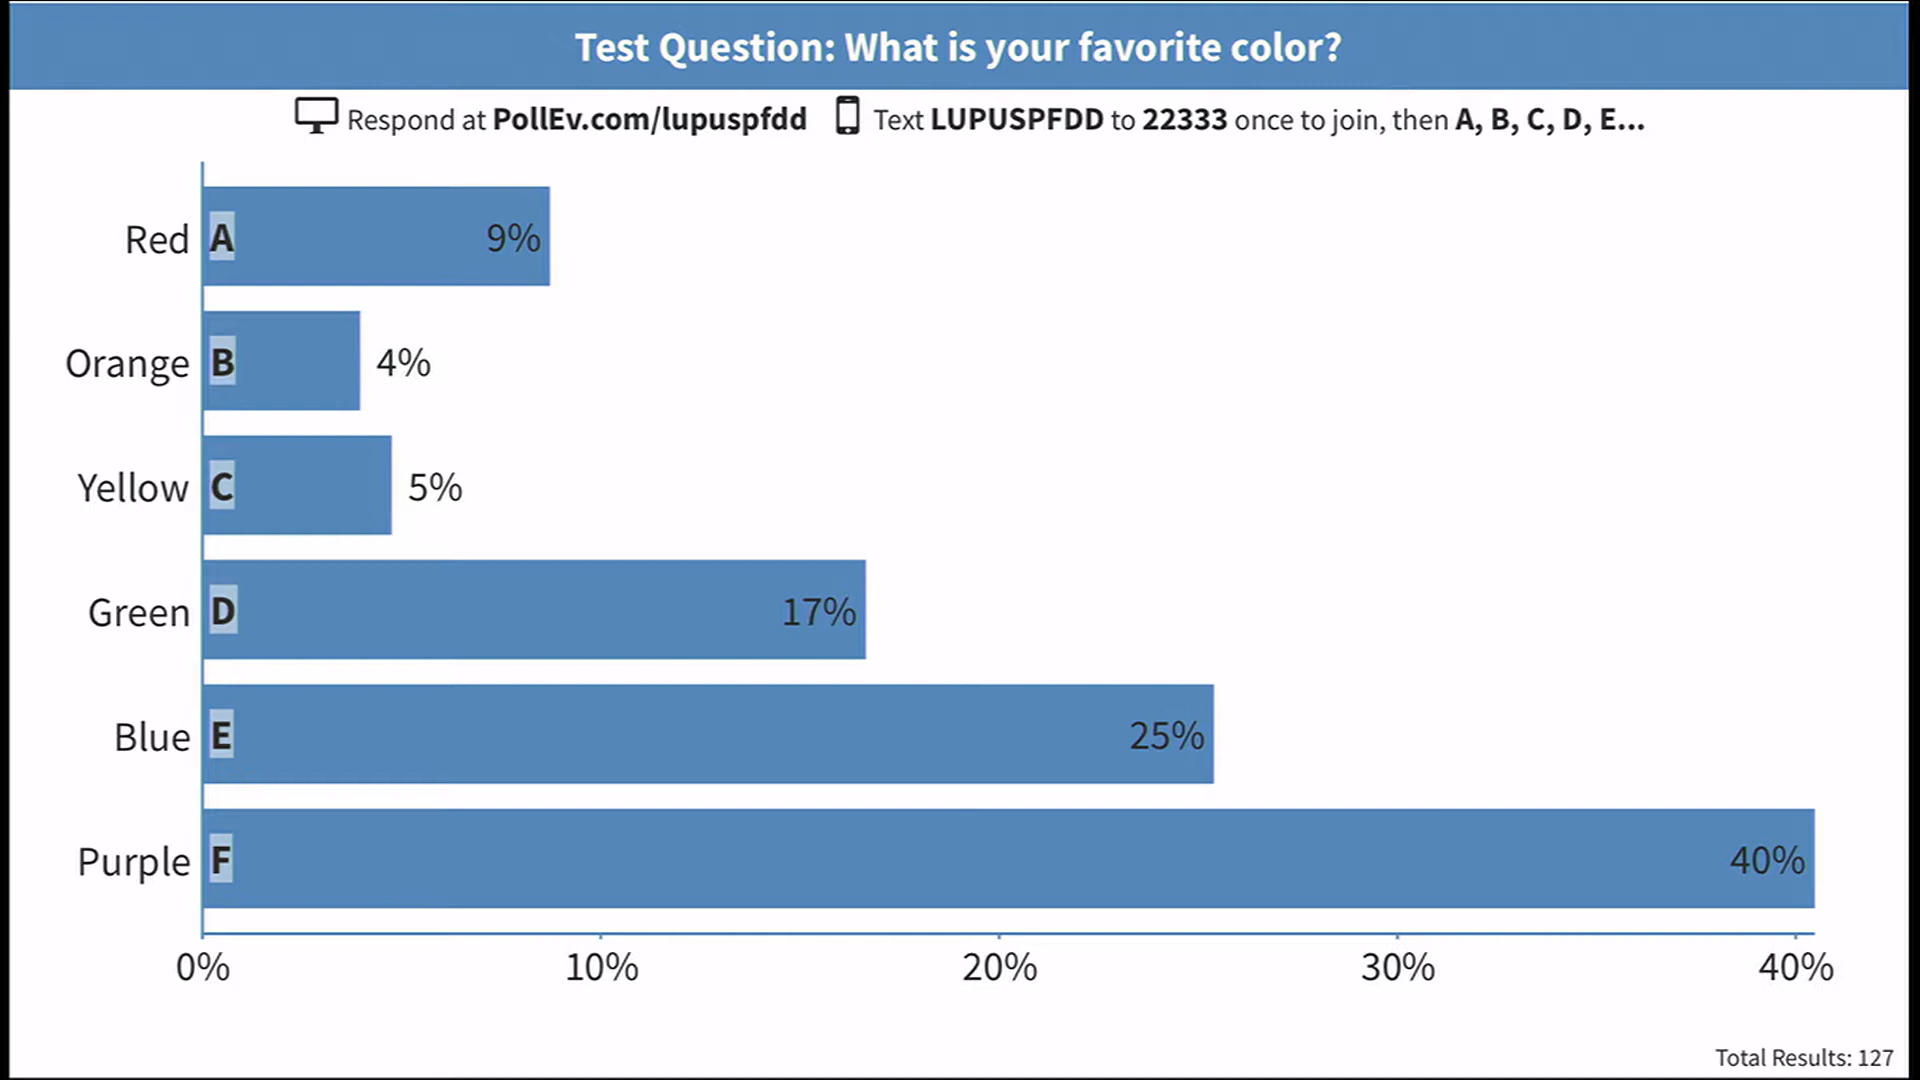 Test Question: What is your favorite color?
Respond at PollEv.com/lupuspfdd Text LUPUSPFDD to 22333 once to join, then A, B, C, D, E...
Red A 9%
Orange B 4%
Yellow C 5%
Green D 17%
Blue E 25%
Purple F 40%
0% 10% 20% 30% 40%
Total Results: 127